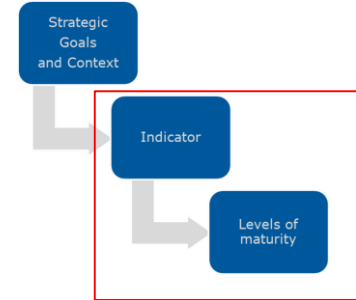 Strategic
Goals
and Context
Indicator
Levels of
maturity